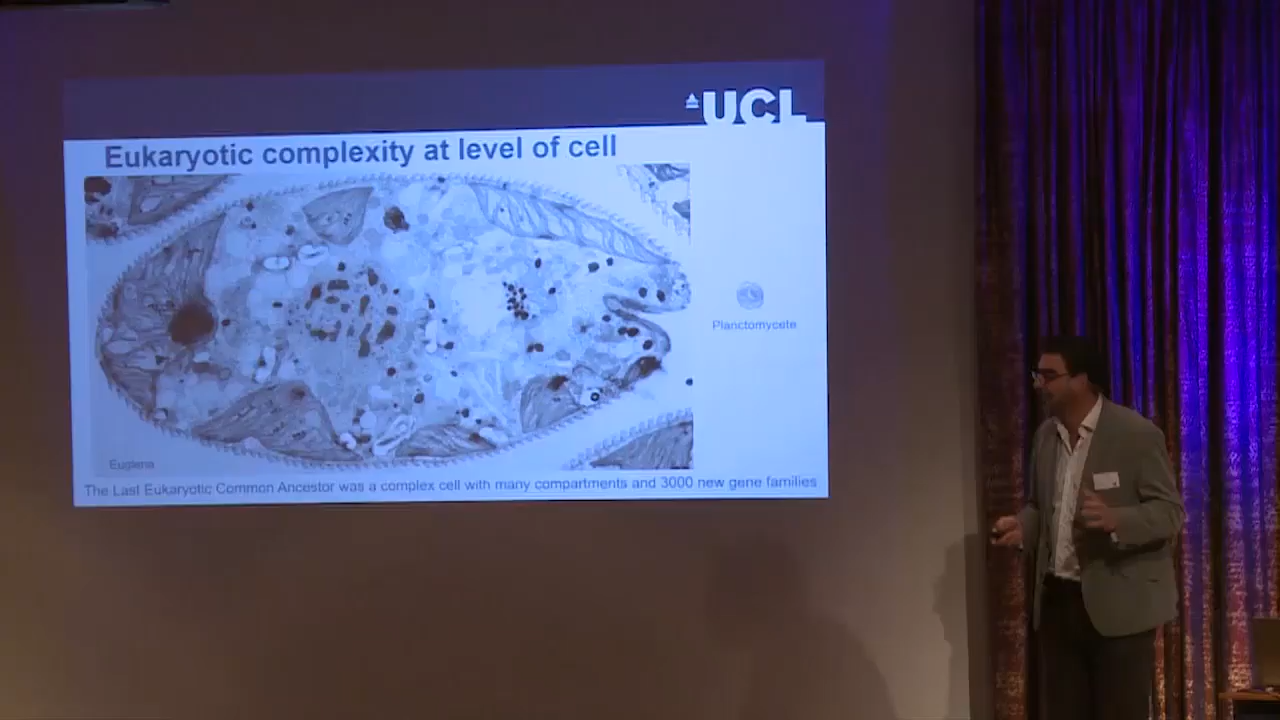 UCL
Eukaryotic complexity at level of cell
Planctomycete
Euglena
The Last Eukaryotic Common Ancestor was a complex cell with many compartments and 3000 new gene families